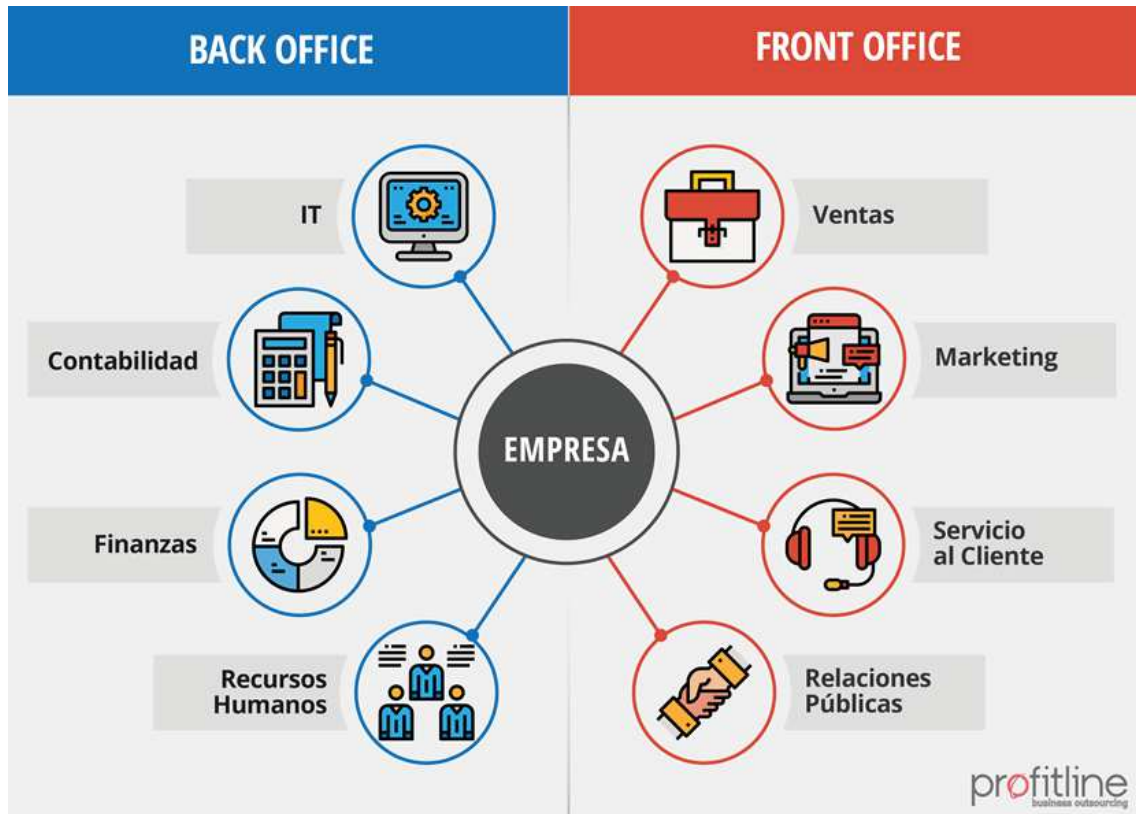 BACK OFFICE
FRONT OFFICE
IT
Contabilidad
Finanzas
Recursos
Humanos
EMPRESA
Ventas
Marketing
Servicio
al Cliente
Relaciones
Públicas
profitline
business outsourcing